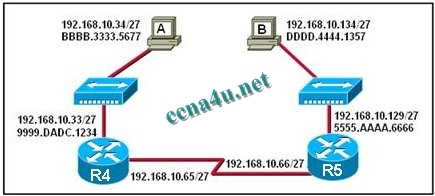 192.168.10.34/27
BBBB.3333.5677
A
192.168.10.134/27
DDDD.4444.1357
B
ccna4u.net
192.168.10.33/27
9999.DADC.1234
192.168.10.129/27
5555.AAAA.6666
R4
192.168.10.65/27
192.168.10.66/27
R5